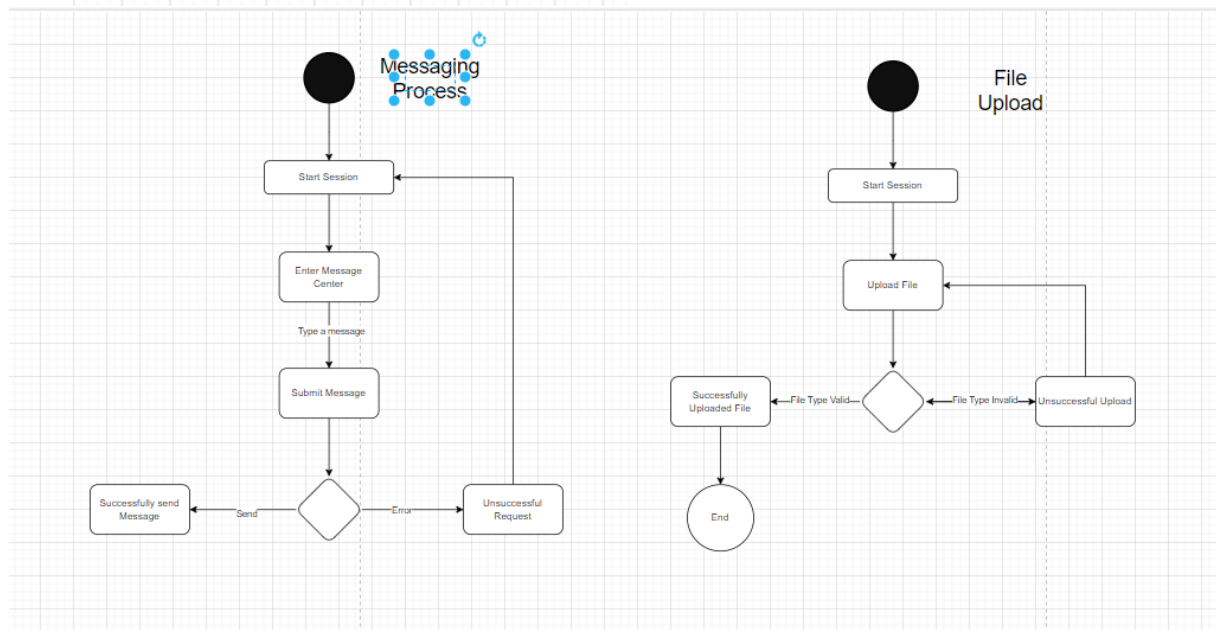 Messaging
Process
Start Session
Enter Message
Center
Type a message
Submit Message
Successfully send
Message
Send
Error
Unsuccessful
Request
File
Upload
Start Session
Upload File
Successfully
Uploaded File
File Type Valid
File Type Invalid
Unsuccessful Upload
End